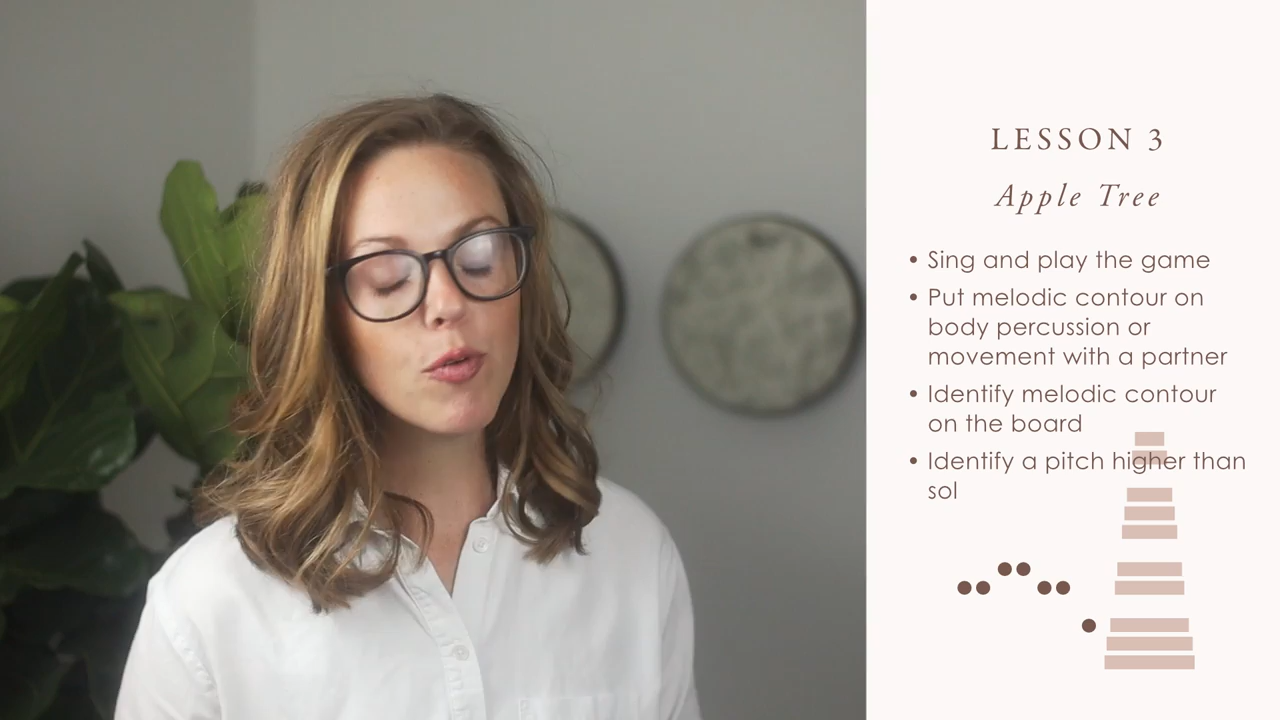 LESSON 3
Apple Tree
• Sing and play the game
• Put melodic contour on
body percussion or
movement with a partner
• Identify melodic contour
on the board
• Identify a pitch higher than
sol